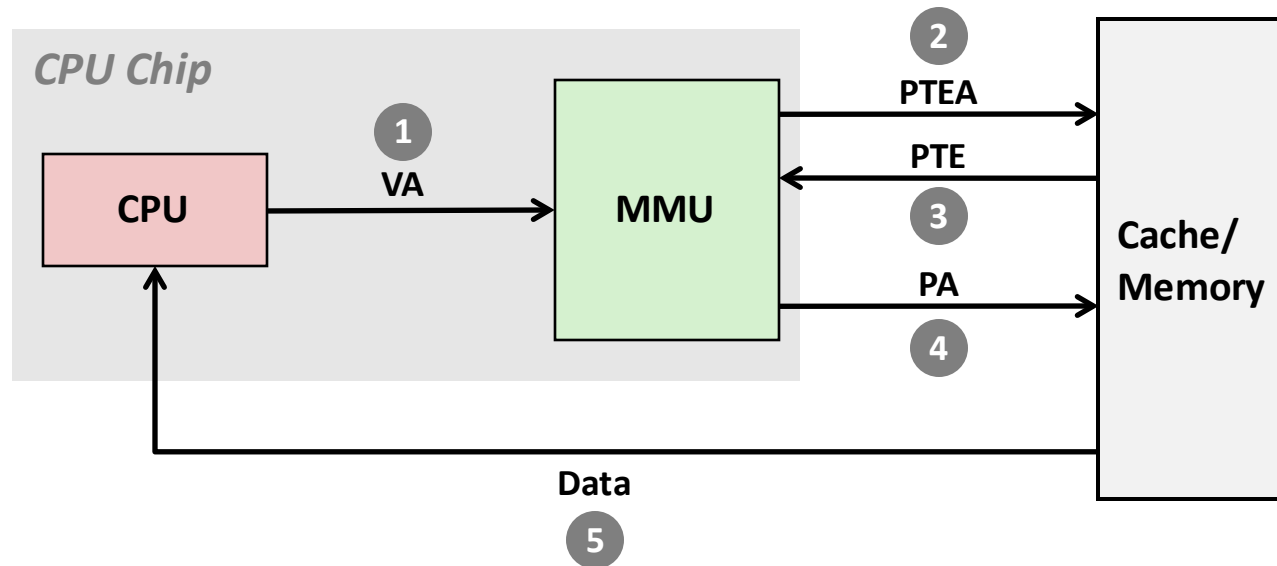 2
CPU Chip
PTEA
1
PTE
VA
CPU
MMU
3
Cache/
Memory
PA
4
Data
5